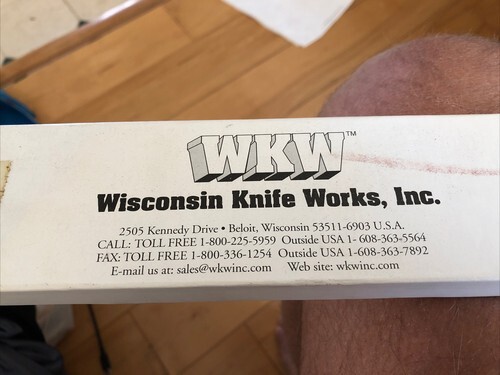 WKW™
Wisconsin Knife Works, Inc.
2505 Kennedy Drive • Beloit, Wisconsin 53511-6903 U.S.A.
CALL: TOLL FREE 1-800-225-5959 Outside USA 1- 608-363-5564
FAX: TOLL FREE 1-800-336-1254 Outside USA 1-608-363-7892
E-mail us at: sales@wkwinc.com Web site: wkwinc.com